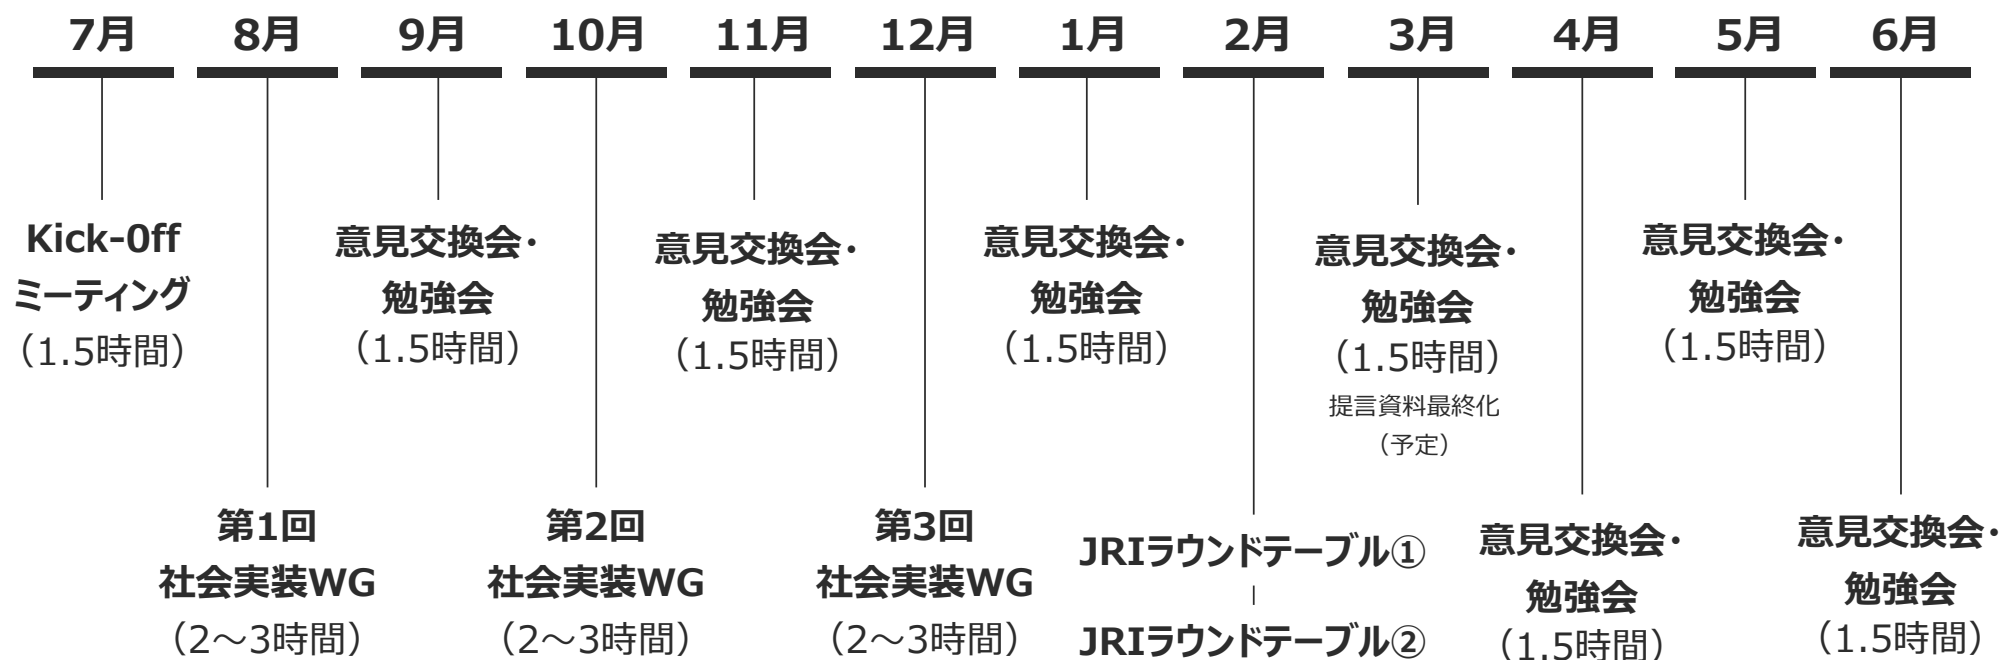 7月
8月
9月
10月
11月
12月
1月
2月
3月
4月
5月
6月
Kick-0ff
ミーティング
（1.5時間）
意見交換会・
勉強会
（1.5時間）
意見交換会・
勉強会
（1.5時間）
意見交換会・
勉強会
（1.5時間）
意見交換会・
勉強会
（1.5時間）
提言資料最終化
（予定）
意見交換会・
勉強会
（1.5時間）
第1回
社会実装WG
（2～3時間）
第2回
社会実装WG
（2～3時間）
第3回
社会実装WG
（2～3時間）
JRIラウンドテーブル①
JRIラウンドテーブル②
意見交換会・
勉強会
（1.5時間）
意見交換会・
勉強会
（1.5時間）